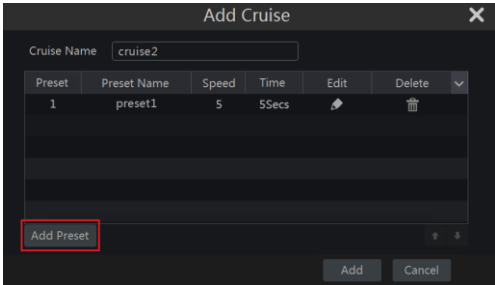 Add Cruise
Cruise Name cruise2
Preset Preset Name Speed Time Edit Delete
1 preset1 5 5Secs
Add Preset
Add Cancel